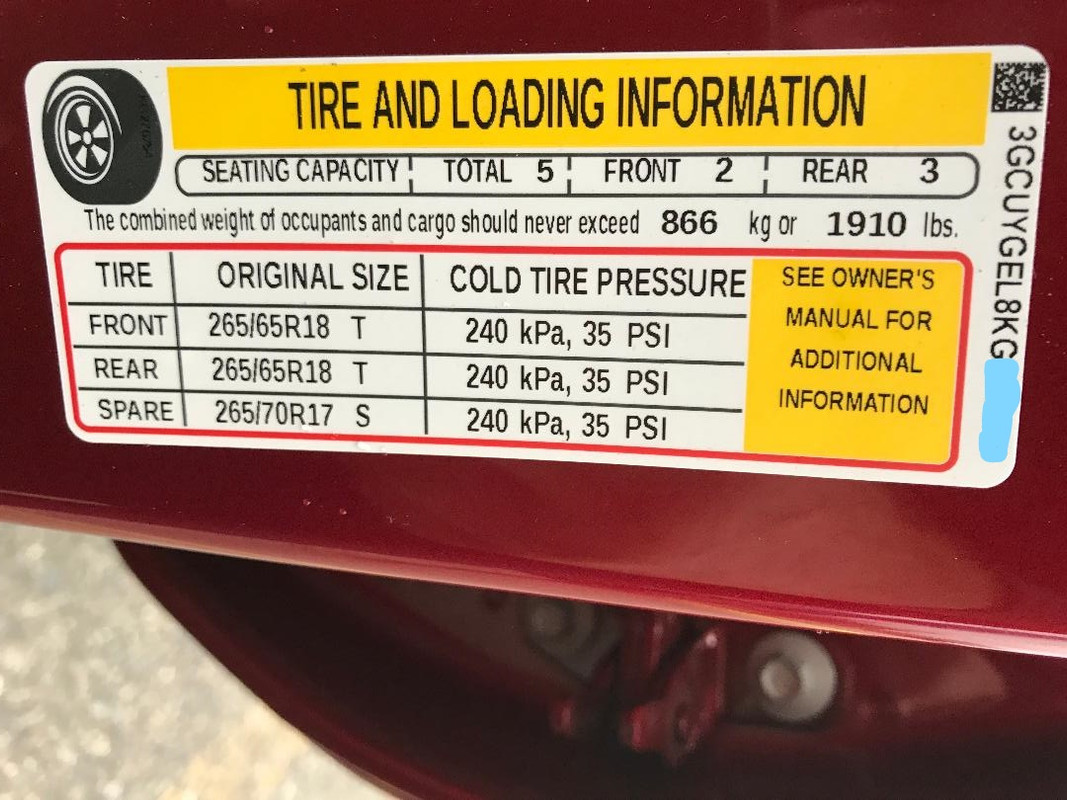 TIRE AND LOADING INFORMATION
SEATING CAPACITY TOTAL 5 FRONT 2 REAR 3
The combined weight of occupants and cargo should never exceed 866 kg or 1910 lbs.
TIRE ORIGINAL SIZE COLD TIRE PRESSURE
FRONT 265/65R18 T 240 kPa, 35 PSI
REAR 265/65R18 T 240 kPa, 35 PSI
SPARE 265/70R17 S 240 kPa, 35 PSI
SEE OWNER'S
MANUAL FOR
ADDITIONAL
INFORMATION
3GCUYGEL8KG